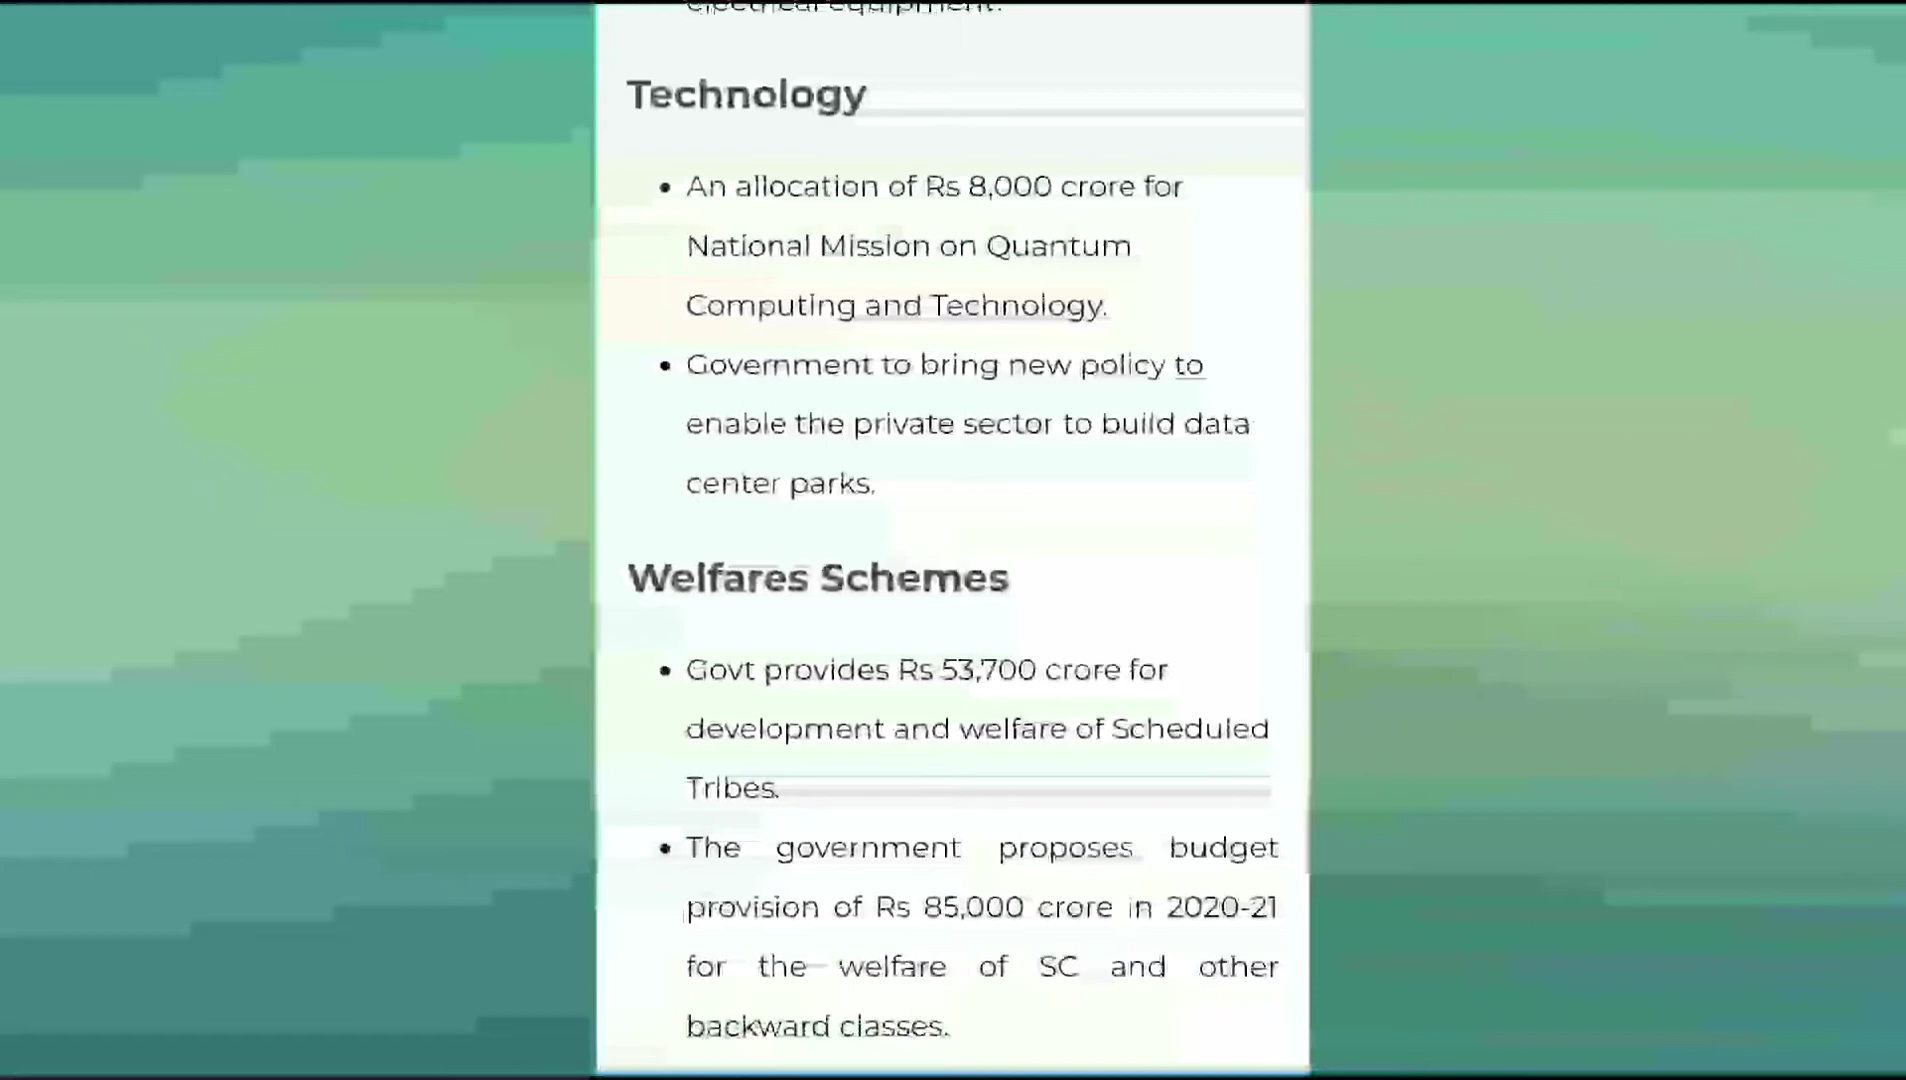 electrical equipment.
Technology
• An allocation of Rs 8,000 crore for
National Mission on Quantum
Computing and Technology.
• Government to bring new policy to
enable the private sector to build data
center parks.
Welfares Schemes
• Govt provides Rs 53,700 crore for
development and welfare of Scheduled
Tribes.
• The government proposes budget
provision of Rs 85,000 crore in 2020-21
for the welfare of SC and other
backward classes.